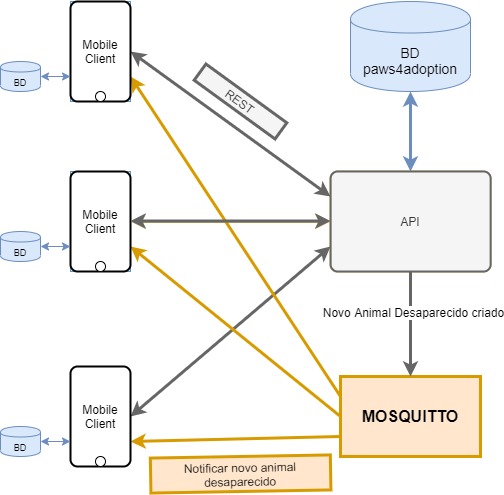 Mobile
Client
BD
BD
paws4adoption
REST
Mobile
Client
BD
API
Novo Animal Desaparecido criado
Mobile
Client
BD
MOSQUITTO
Notificar novo animal
desaparecido